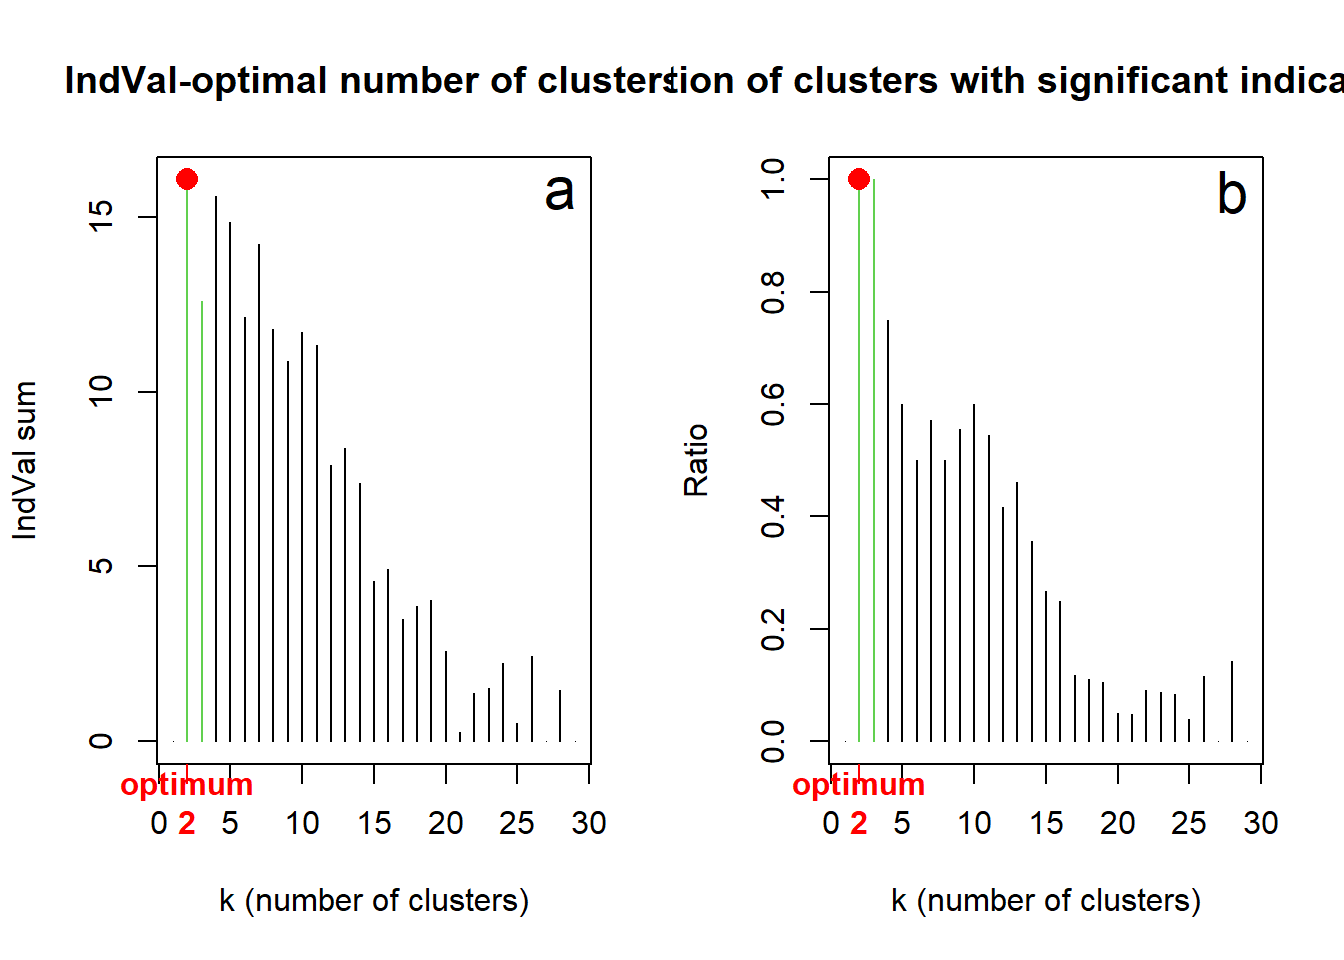 IndVal-optimal number of clusters
tion of clusters with significant indica
a
15
10
5
0
IndVal sum
optimum
0 2 5 10 15 20 25 30
k (number of clusters)
b
1.0
0.8
0.6
0.4
0.2
0.0
Ratio
optimum
0 2 5 10 15 20 25 30
k (number of clusters)